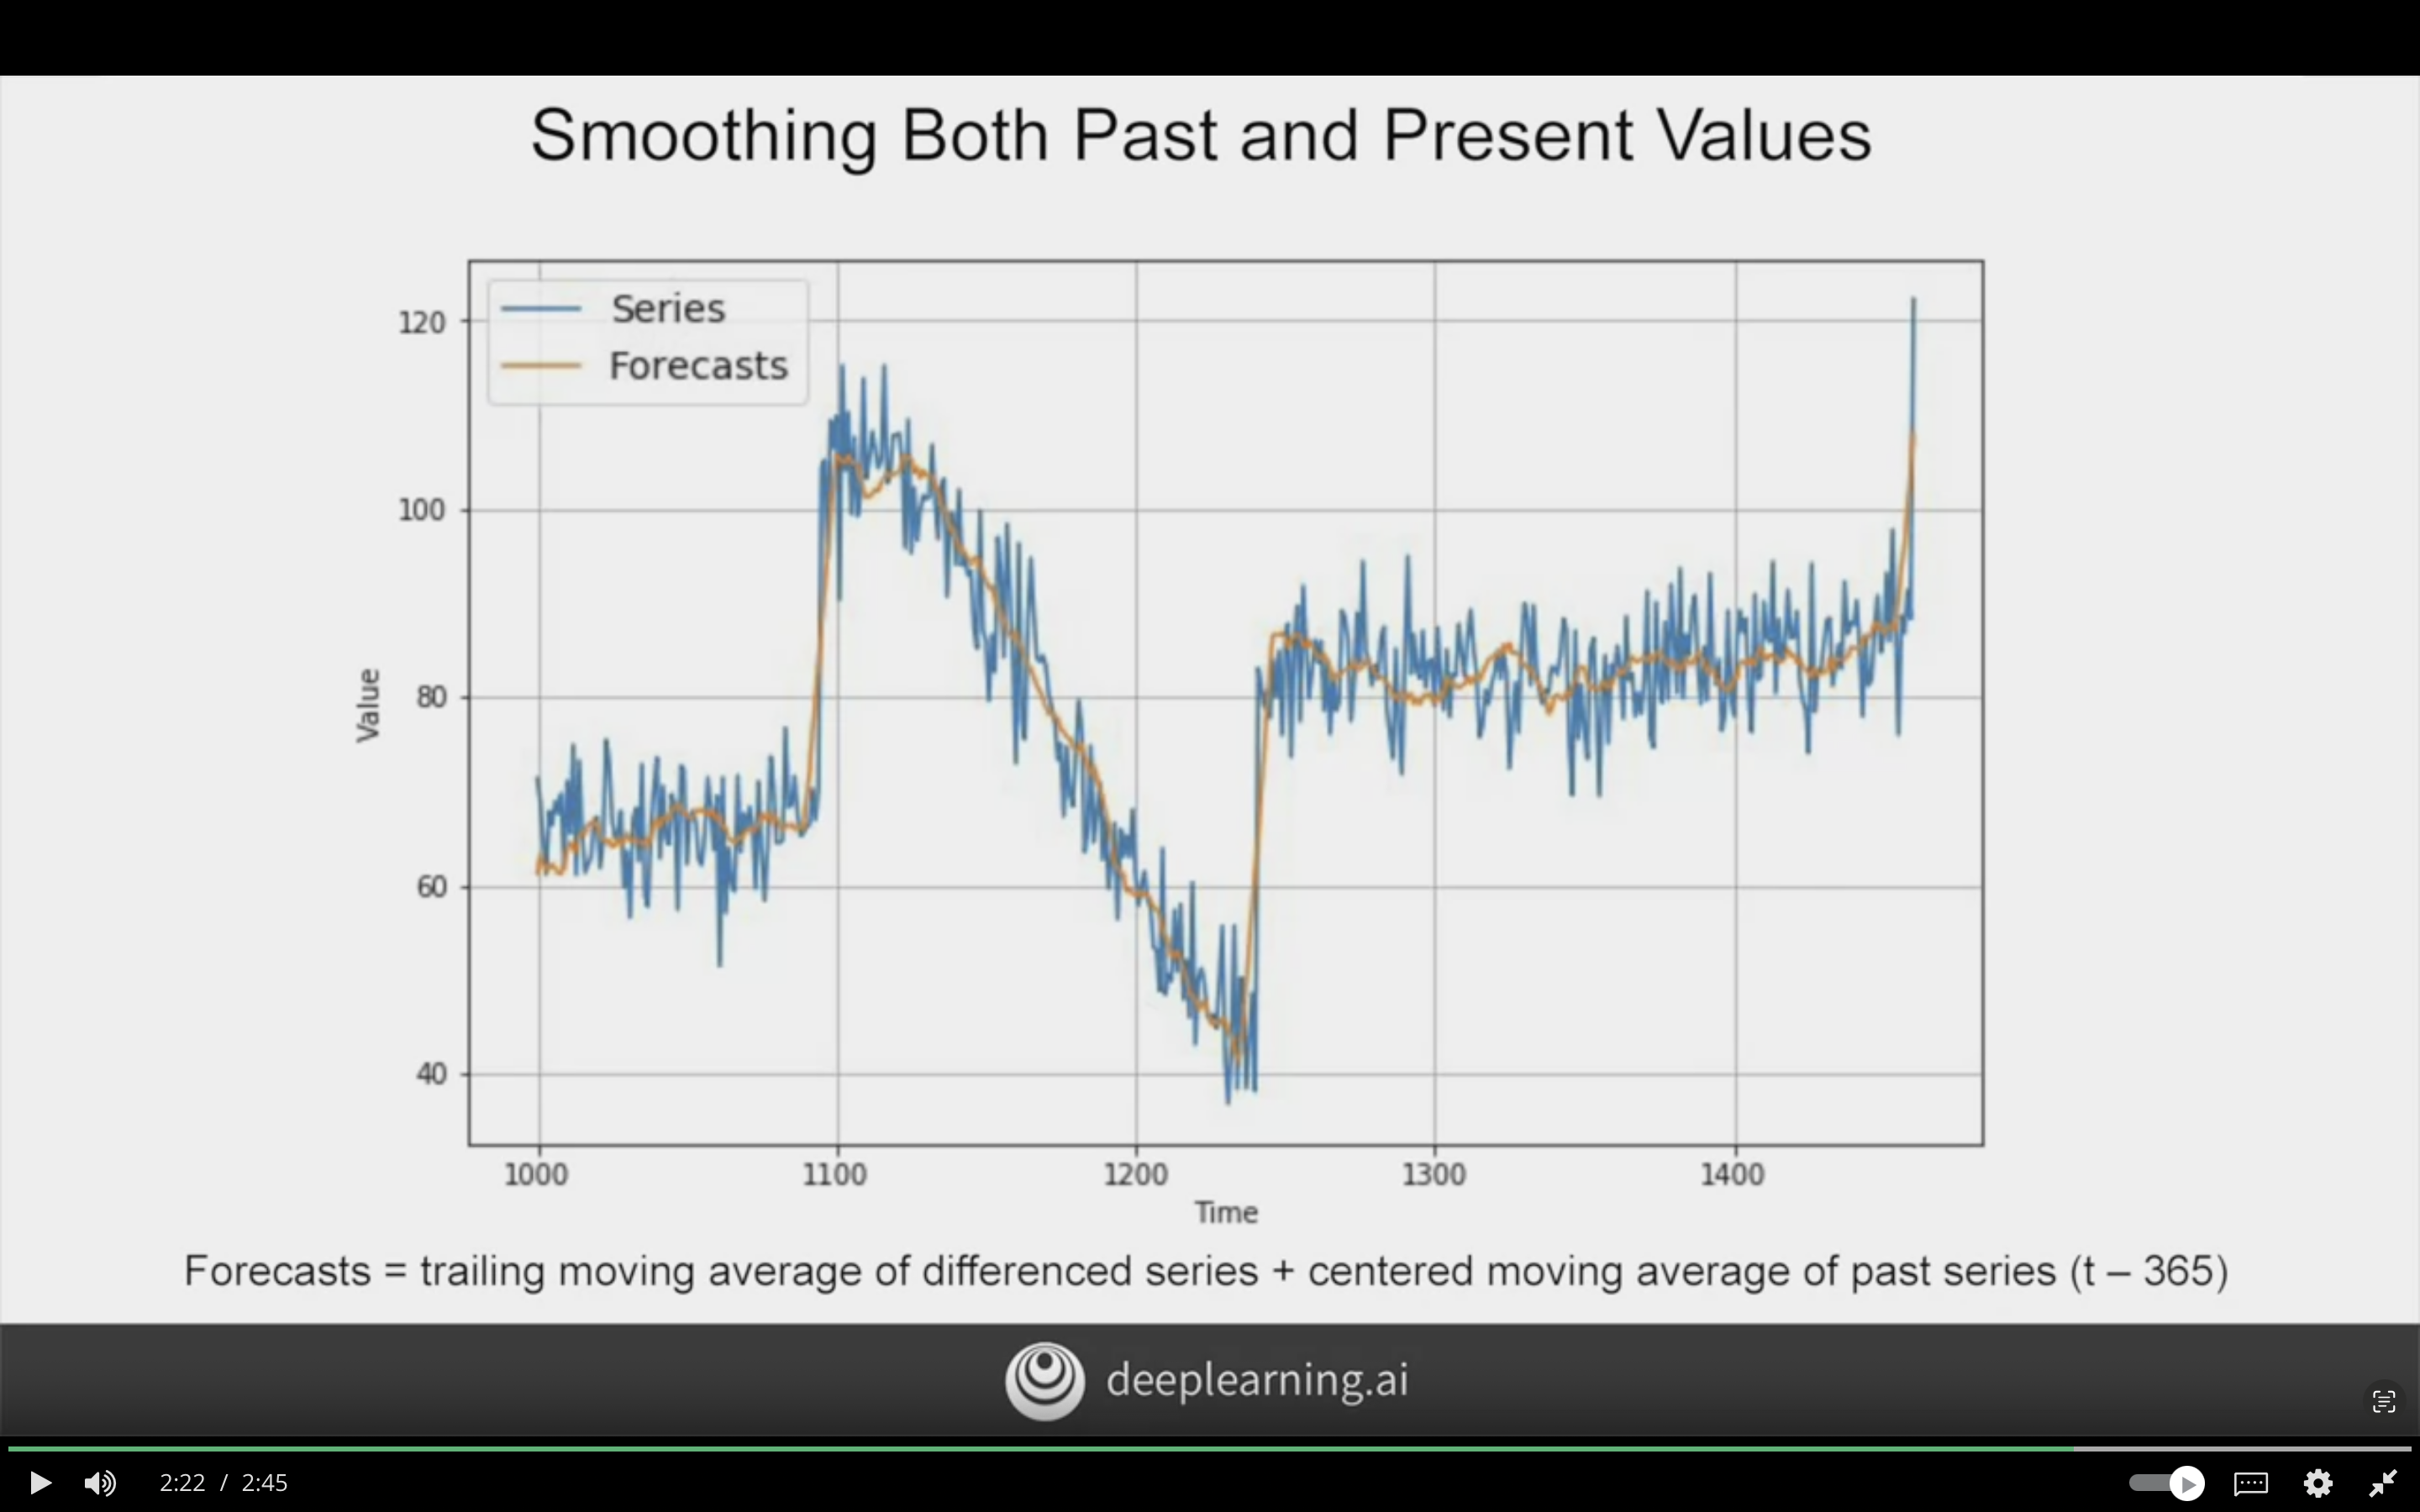 Smoothing Both Past and Present Values
Series
Forecasts
120
100
80
60
40
Value
1000 1100 1200 1300 1400
Time
Forecasts = trailing moving average of differenced series + centered moving average of past series (t – 365)
deeplearning.ai
2:22 / 2:45